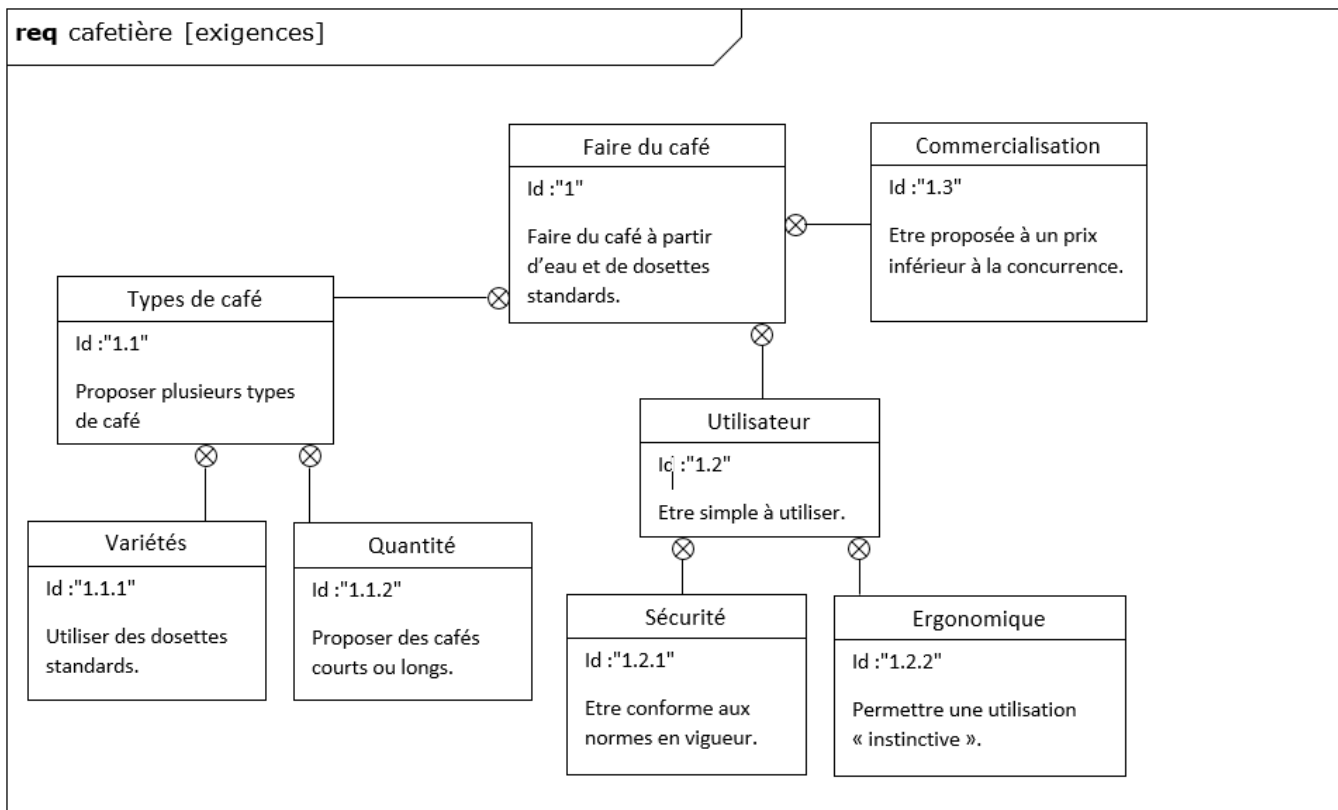 req cafetière [exigences]
Faire du café
Id :"1"
Faire du café à partir
d’eau et de dosettes
standards.
Commercialisation
Id :"1.3"
Etre proposée à un prix
inférieur à la concurrence.
Types de café
Id :"1.1"
Proposer plusieurs types
de café
Utilisateur
Id :"1.2"
Etre simple à utiliser.
Variétés
Id :"1.1.1"
Utiliser des dosettes
standards.
Quantité
Id :"1.1.2"
Proposer des cafés
courts ou longs.
Sécurité
Id :"1.2.1"
Etre conforme aux
normes en vigueur.
Ergonomique
Id :"1.2.2"
Permettre une utilisation
« instinctive ».